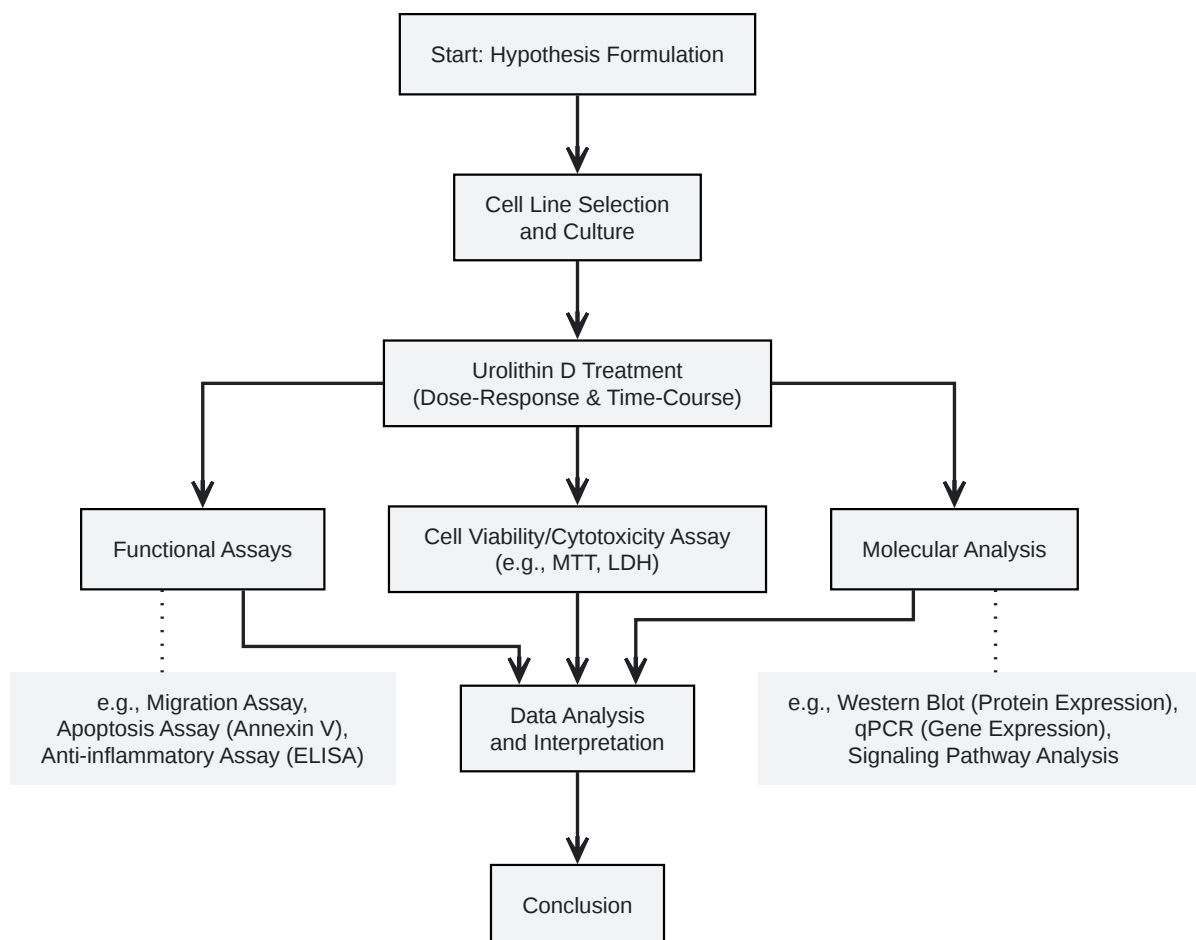 Start: Hypothesis Formulation
Cell Line Selection
and Culture
Urolithin D Treatment
(Dose-Response & Time-Course)
Functional Assays
Cell Viability/Cytotoxicity Assay
(e.g., MTT, LDH)
Molecular Analysis
e.g., Migration Assay,
Apoptosis Assay (Annexin V),
Anti-inflammatory Assay (ELISA)
Data Analysis
and Interpretation
e.g., Western Blot (Protein Expression),
qPCR (Gene Expression),
Signaling Pathway Analysis
Conclusion